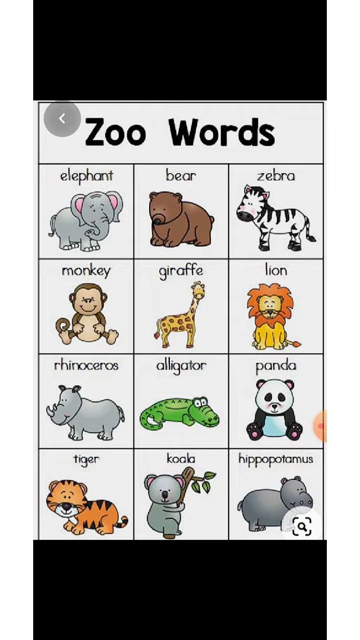 Zoo Words
elephant bear zebra
monkey giraffe lion
rhinoceros alligator panda
tiger koala hippopotamus